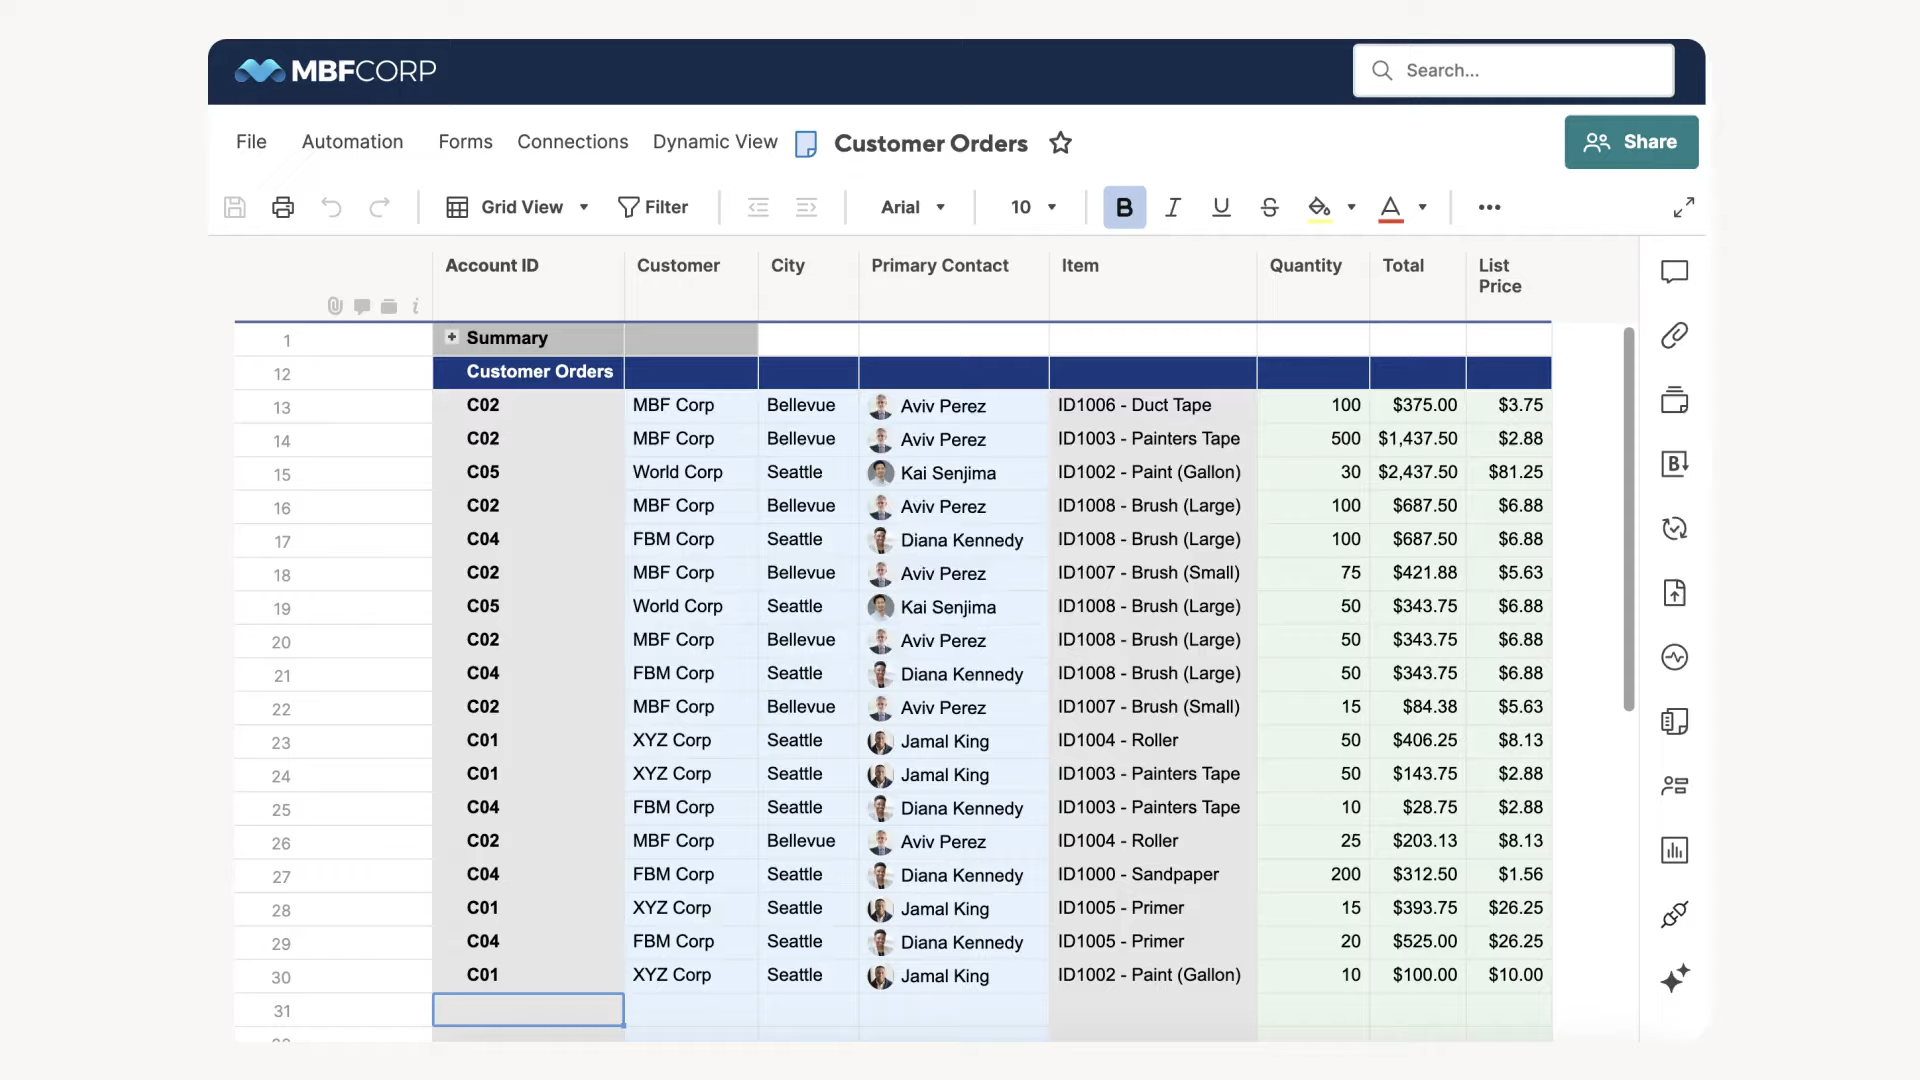 MBFCORP
Search...
File Automation Forms Connections Dynamic View Customer Orders Share
Grid View Filter Arial 10 B I U S A
Account ID Customer City Primary Contact Item Quantity Total List Price
1 Summary
12 Customer Orders
13 C02 MBF Corp Bellevue Aviv Perez ID1006 - Duct Tape 100 $375.00 $3.75
14 C02 MBF Corp Bellevue Aviv Perez ID1003 - Painters Tape 500 $1,437.50 $2.88
15 C05 World Corp Seattle Kai Senjima ID1002 - Paint (Gallon) 30 $2,437.50 $81.25
16 C02 MBF Corp Bellevue Aviv Perez ID1008 - Brush (Large) 100 $687.50 $6.88
17 C04 FBM Corp Seattle Diana Kennedy ID1008 - Brush (Large) 100 $687.50 $6.88
18 C02 MBF Corp Bellevue Aviv Perez ID1007 - Brush (Small) 75 $421.88 $5.63
19 C05 World Corp Seattle Kai Senjima ID1008 - Brush (Large) 50 $343.75 $6.88
20 C02 MBF Corp Bellevue Aviv Perez ID1008 - Brush (Large) 50 $343.75 $6.88
21 C04 FBM Corp Seattle Diana Kennedy ID1008 - Brush (Large) 50 $343.75 $6.88
22 C02 MBF Corp Bellevue Aviv Perez ID1007 - Brush (Small) 15 $84.38 $5.63
23 C01 XYZ Corp Seattle Jamal King ID1004 - Roller 50 $406.25 $8.13
24 C01 XYZ Corp Seattle Jamal King ID1003 - Painters Tape 50 $143.75 $2.88
25 C04 FBM Corp Seattle Diana Kennedy ID1003 - Painters Tape 10 $28.75 $2.88
26 C02 MBF Corp Bellevue Aviv Perez ID1004 - Roller 25 $203.13 $8.13
27 C04 FBM Corp Seattle Diana Kennedy ID1000 - Sandpaper 200 $312.50 $1.56
28 C01 XYZ Corp Seattle Jamal King ID1005 - Primer 15 $393.75 $26.25
29 C04 FBM Corp Seattle Diana Kennedy ID1005 - Primer 20 $525.00 $26.25
30 C01 XYZ Corp Seattle Jamal King ID1002 - Paint (Gallon) 10 $100.00 $10.00
31